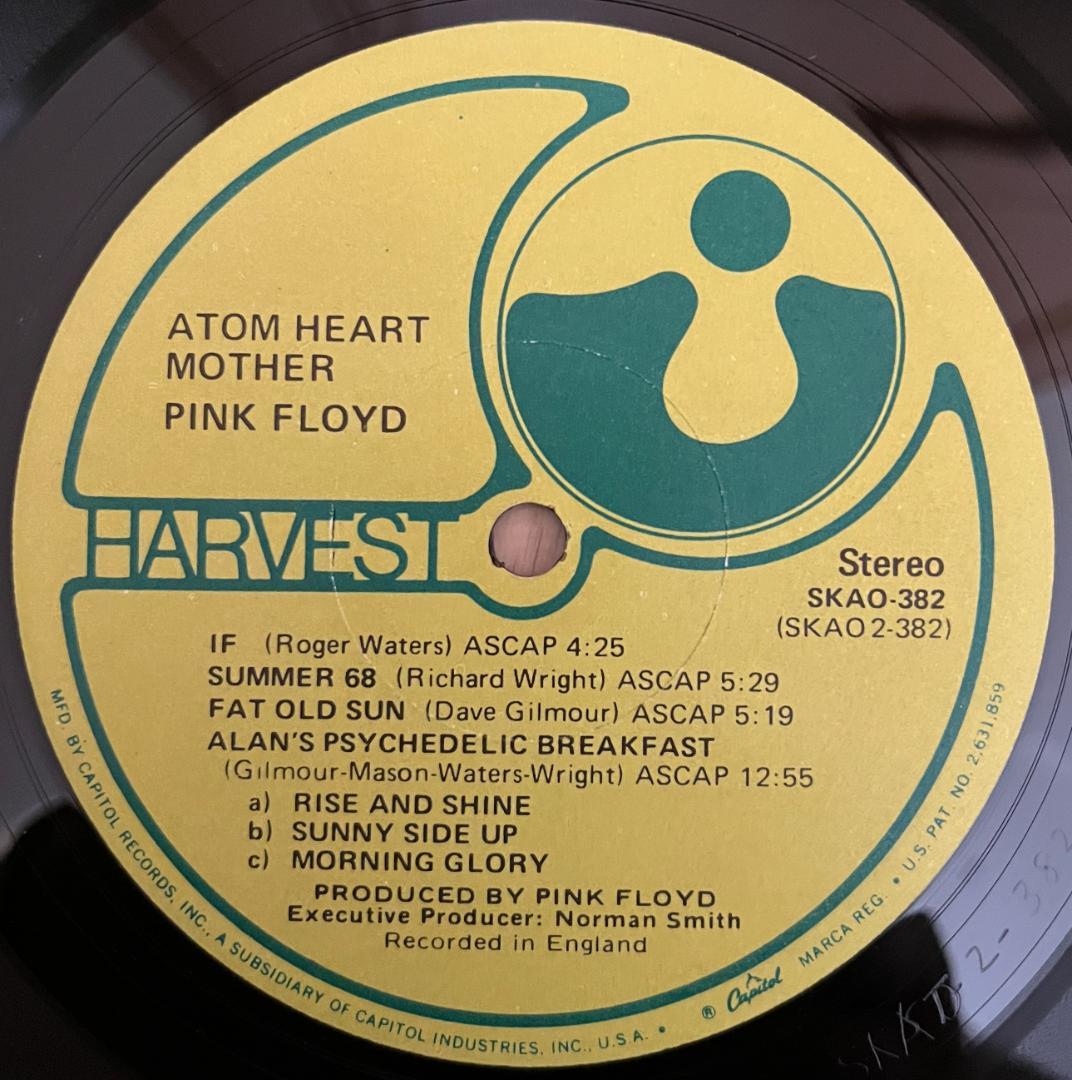 ATOM HEART
MOTHER
PINK FLOYD
HARVEST
Stereo
SKAO-382
(SKAO 2-382)
IF (Roger Waters) ASCAP 4:25
SUMMER 68 (Richard Wright) ASCAP 5:29
FAT OLD SUN (Dave Gilmour) ASCAP 5:19
ALAN'S PSYCHEDELIC BREAKFAST
(Gilmour-Mason-Waters-Wright) ASCAP 12:55
a) RISE AND SHINE
b) SUNNY SIDE UP
c) MORNING GLORY
PRODUCED BY PINK FLOYD
Executive Producer: Norman Smith
Recorded in England
MFD. BY CAPITOL RECORDS, INC., A SUBSIDIARY OF CAPITOL INDUSTRIES, INC., U.S.A. • ® Capitol MARCA REG. • U.S. PAT. NO. 2,631,859
2-382